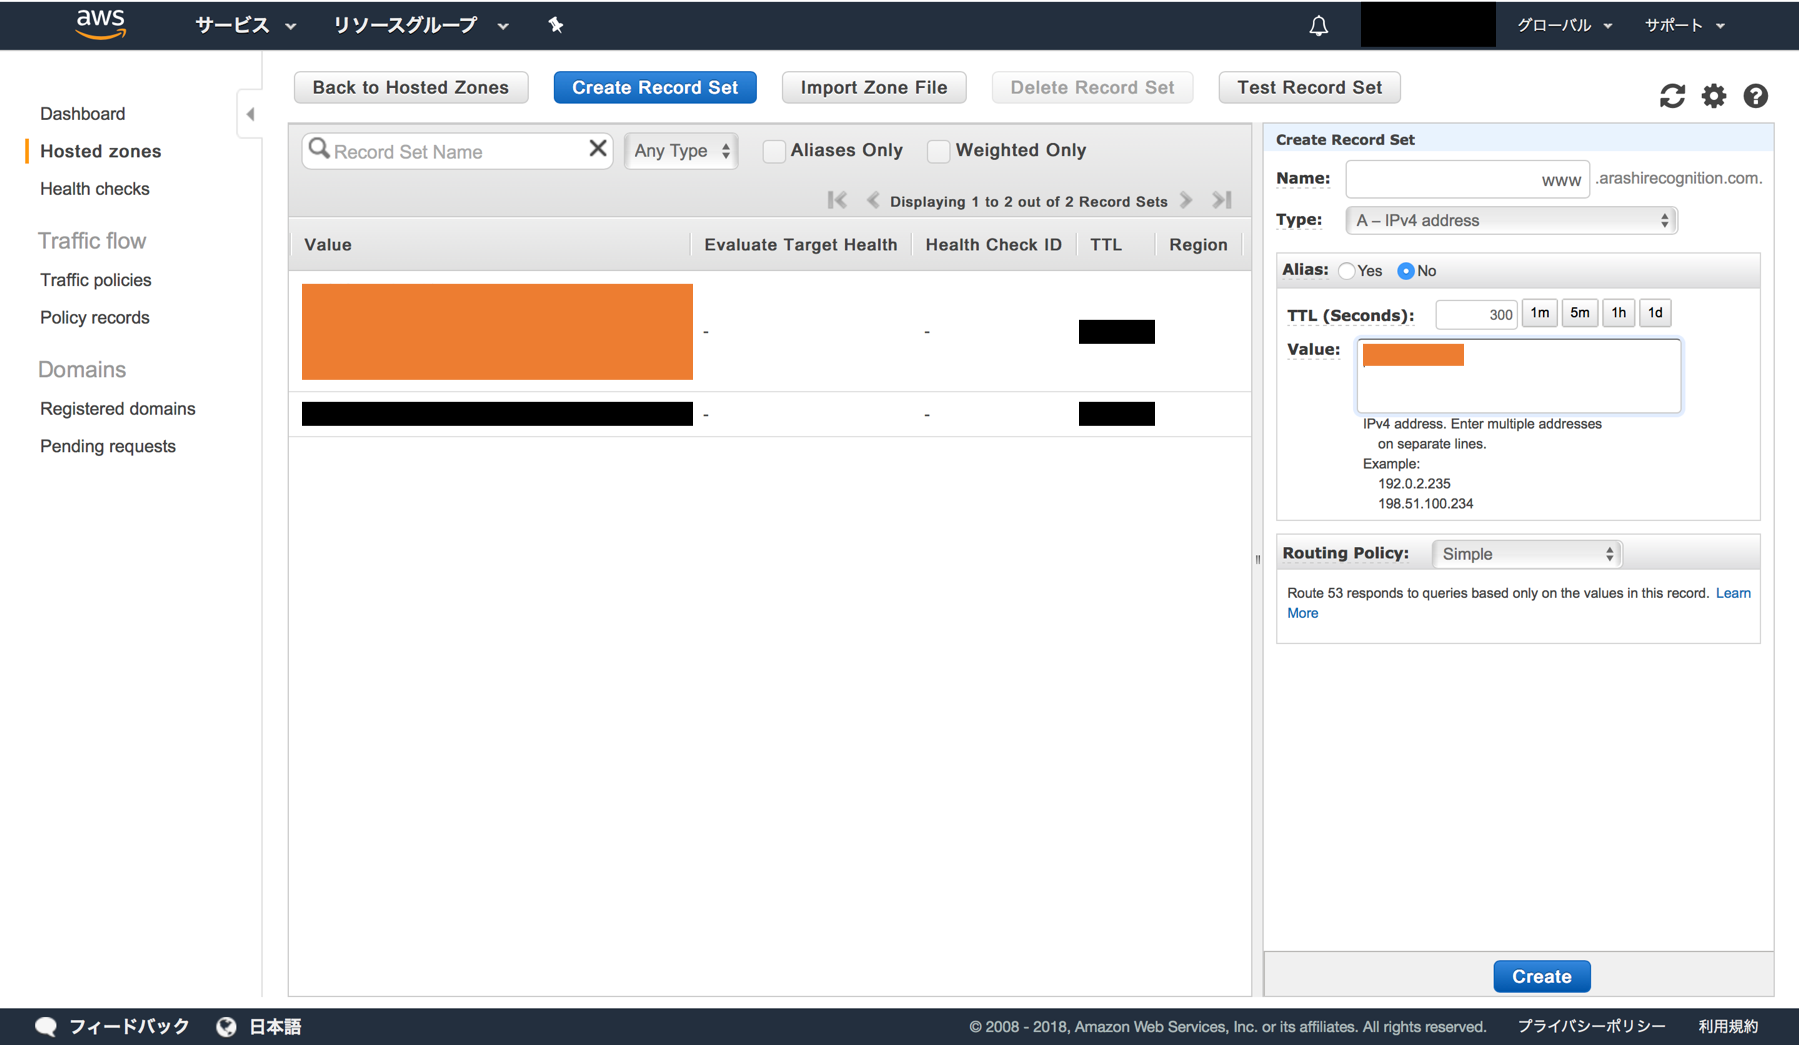 aws サービス リソースグループ グローバル サポート
Dashboard
Hosted zones
Health checks
Traffic flow
Traffic policies
Policy records
Domains
Registered domains
Pending requests
Back to Hosted Zones Create Record Set Import Zone File Delete Record Set Test Record Set
Record Set Name Any Type Aliases Only Weighted Only
Displaying 1 to 2 out of 2 Record Sets
Value Evaluate Target Health Health Check ID TTL Region
- -
- -
Create Record Set
Name: www .arashirecognition.com.
Type: A – IPv4 address
Alias: Yes No
TTL (Seconds): 300 1m 5m 1h 1d
Value:
IPv4 address. Enter multiple addresses
on separate lines.
Example:
192.0.2.235
198.51.100.234
Routing Policy: Simple
Route 53 responds to queries based only on the values in this record. Learn
More
Create
フィードバック 日本語 © 2008 - 2018, Amazon Web Services, Inc. or its affiliates. All rights reserved. プライバシーポリシー 利用規約